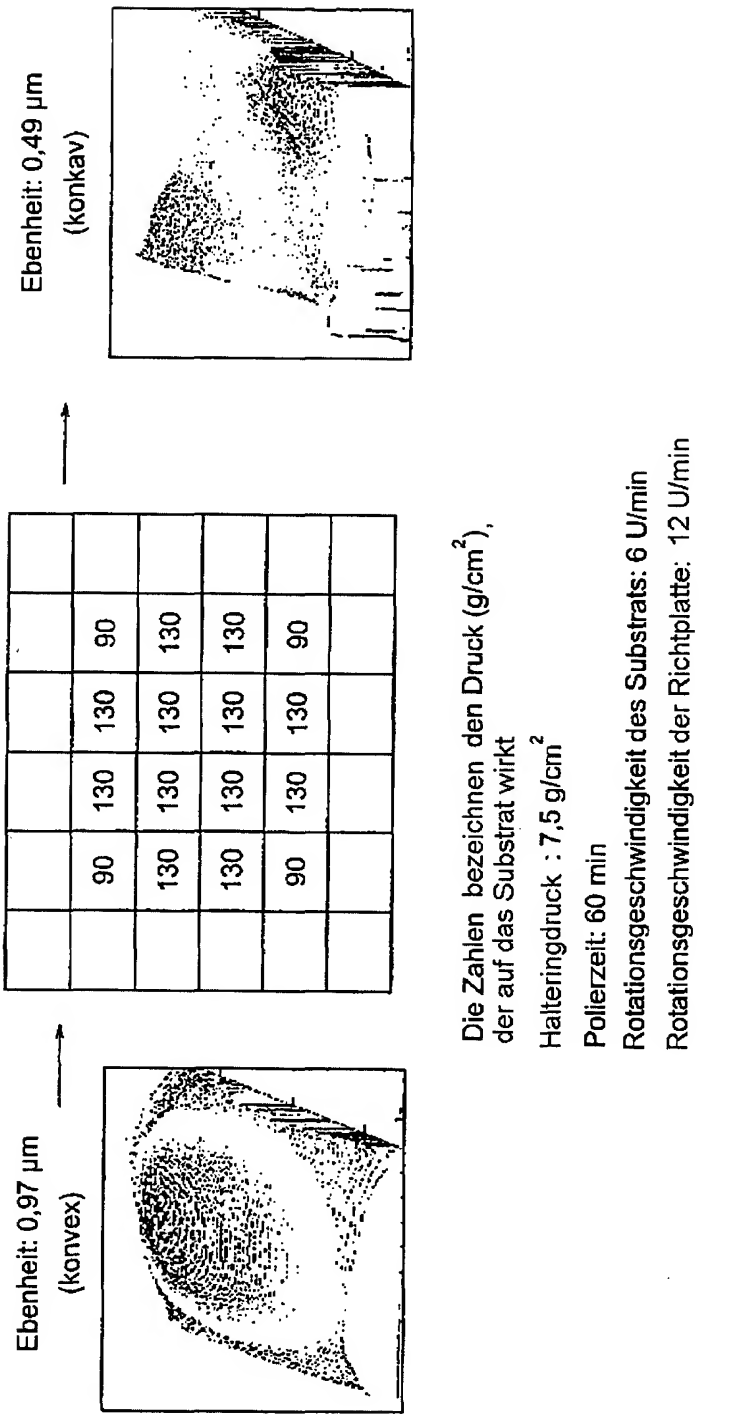 Ebenheit: 0,97 µm
(konvex)
90 130 130 90
130 130 130 130
130 130 130 130
90 130 130 90
Ebenheit: 0,49 µm
(konkav)
Die Zahlen bezeichnen den Druck (g/cm²),
der auf das Substrat wirkt
Halteringdruck : 7,5 g/cm²
Polierzeit: 60 min
Rotationsgeschwindigkeit des Substrats: 6 U/min
Rotationsgeschwindigkeit der Richtplatte: 12 U/min